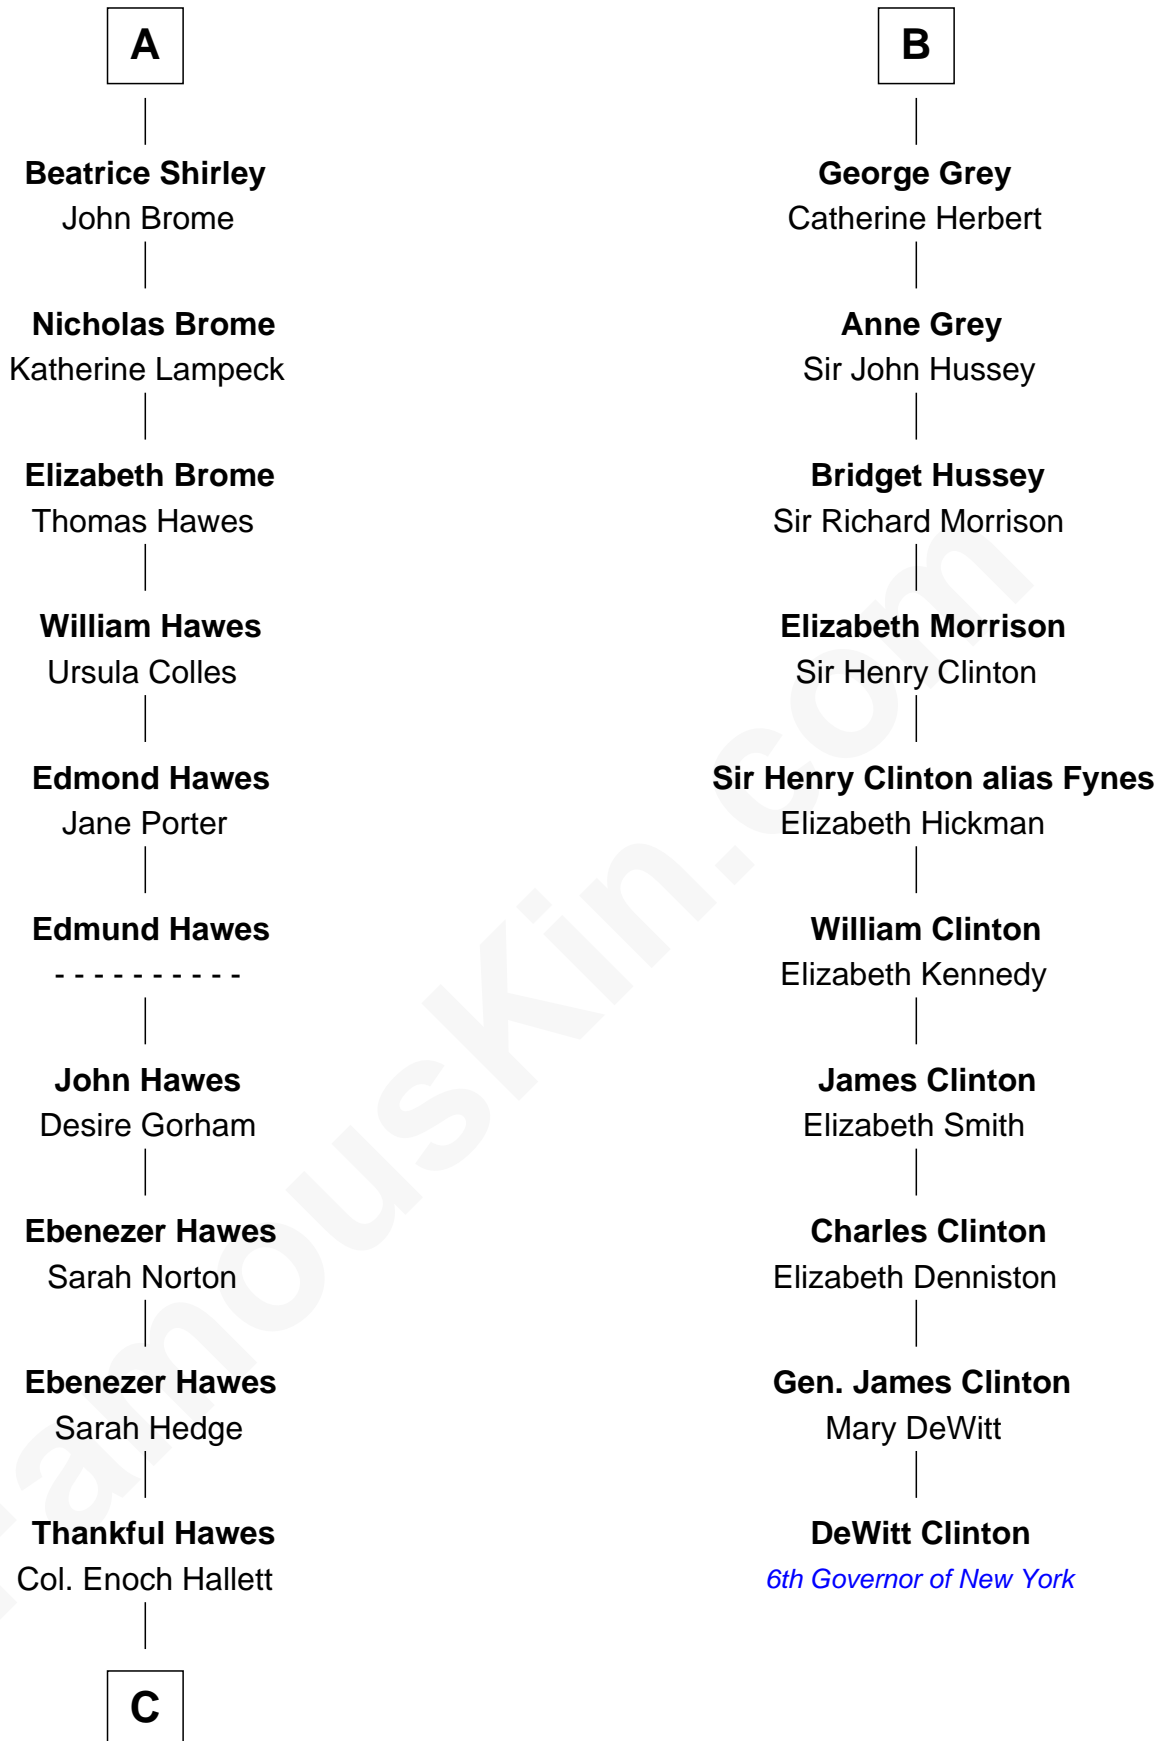 A
Beatrice Shirley
John Brome
Nicholas Brome
Katherine Lampeck
Elizabeth Brome
Thomas Hawes
William Hawes
Ursula Colles
Edmond Hawes
Jane Porter
Edmund Hawes
- - - - - - - - - -
John Hawes
Desire Gorham
Ebenezer Hawes
Sarah Norton
Ebenezer Hawes
Sarah Hedge
Thankful Hawes
Col. Enoch Hallett
C
B
George Grey
Catherine Herbert
Anne Grey
Sir John Hussey
Bridget Hussey
Sir Richard Morrison
Elizabeth Morrison
Sir Henry Clinton
Sir Henry Clinton alias Fynes
Elizabeth Hickman
William Clinton
Elizabeth Kennedy
James Clinton
Elizabeth Smith
Charles Clinton
Elizabeth Denniston
Gen. James Clinton
Mary DeWitt
DeWitt Clinton
6th Governor of New York
FamousKin.com